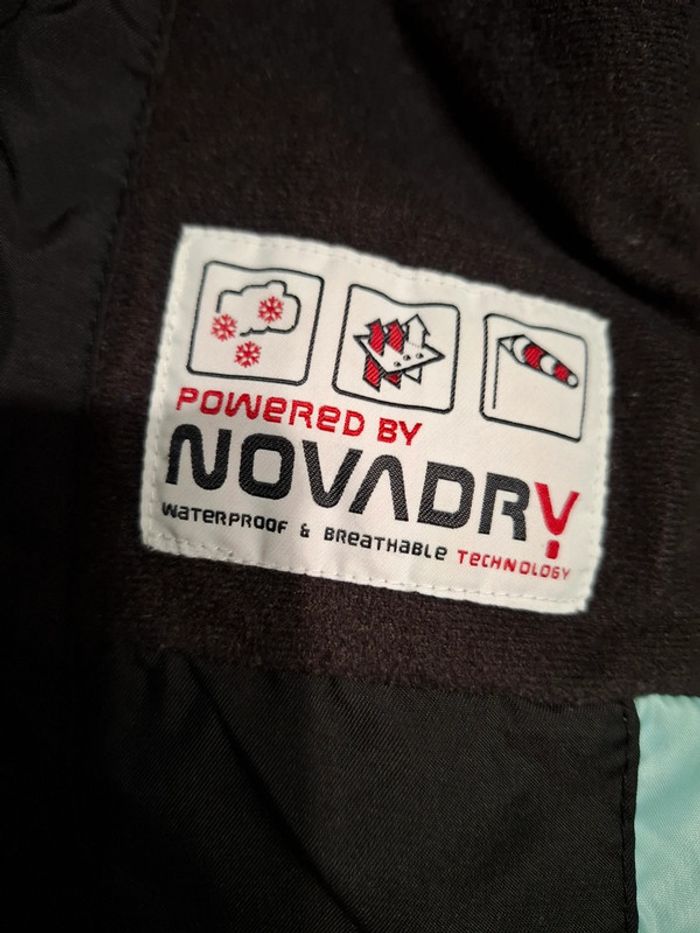 POWERED BY
NOVADRY
WATERPROOF & BREATHABLE TECHNOLOGY